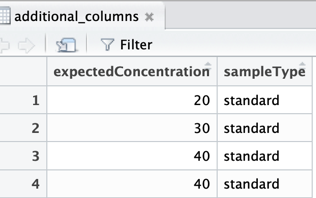 additional_columns ×
Filter
expectedConcentration sampleType
1 20 standard
2 30 standard
3 40 standard
4 40 standard